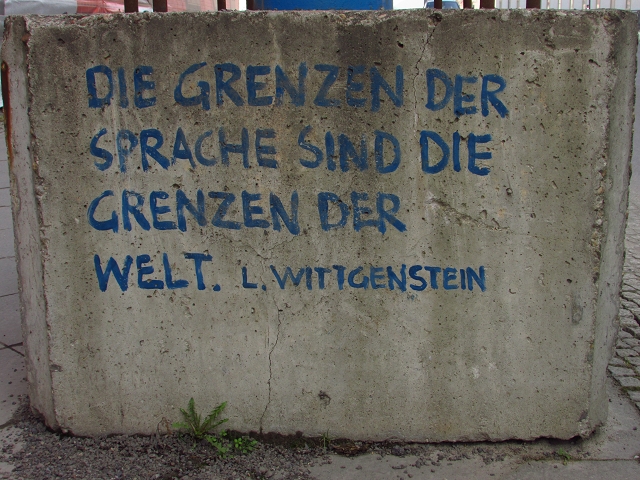 DIE GRENZEN DER
SPRACHE SIND DIE
GRENZEN DER
WELT. L. WITTGENSTEIN